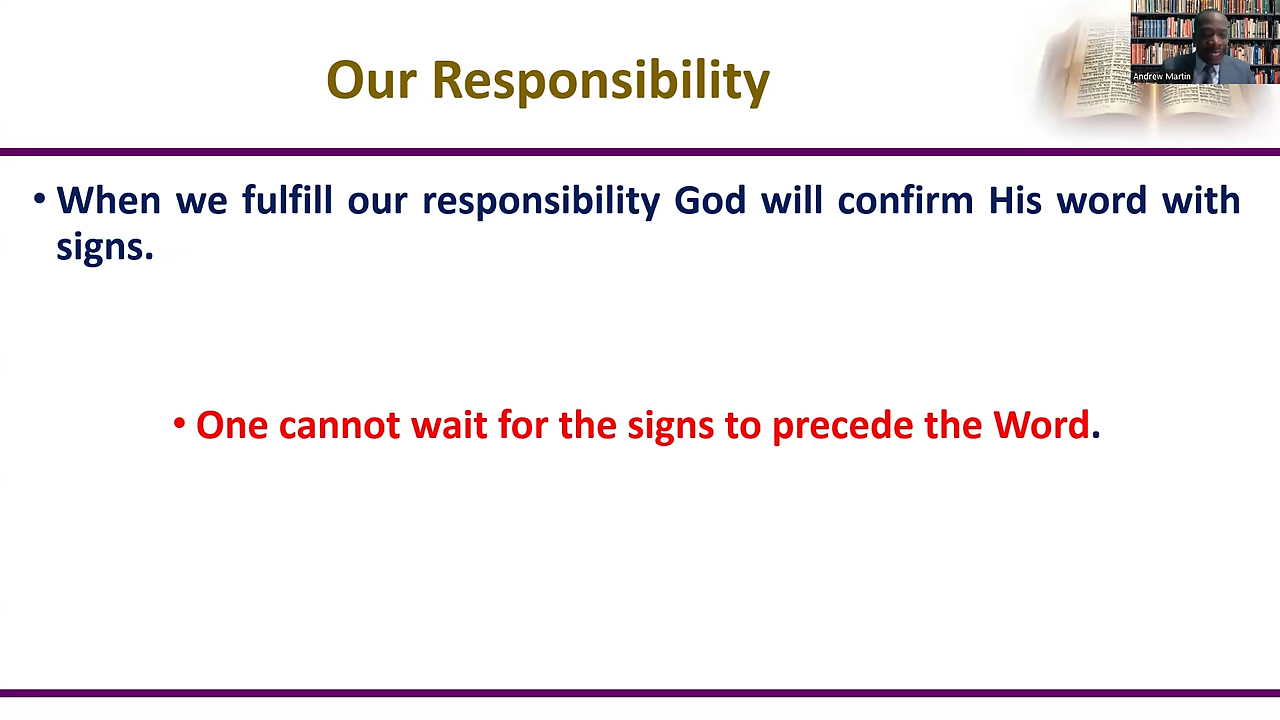 Our Responsibility
Andrew Martin
• When we fulfill our responsibility God will confirm His word with
signs.
• One cannot wait for the signs to precede the Word.